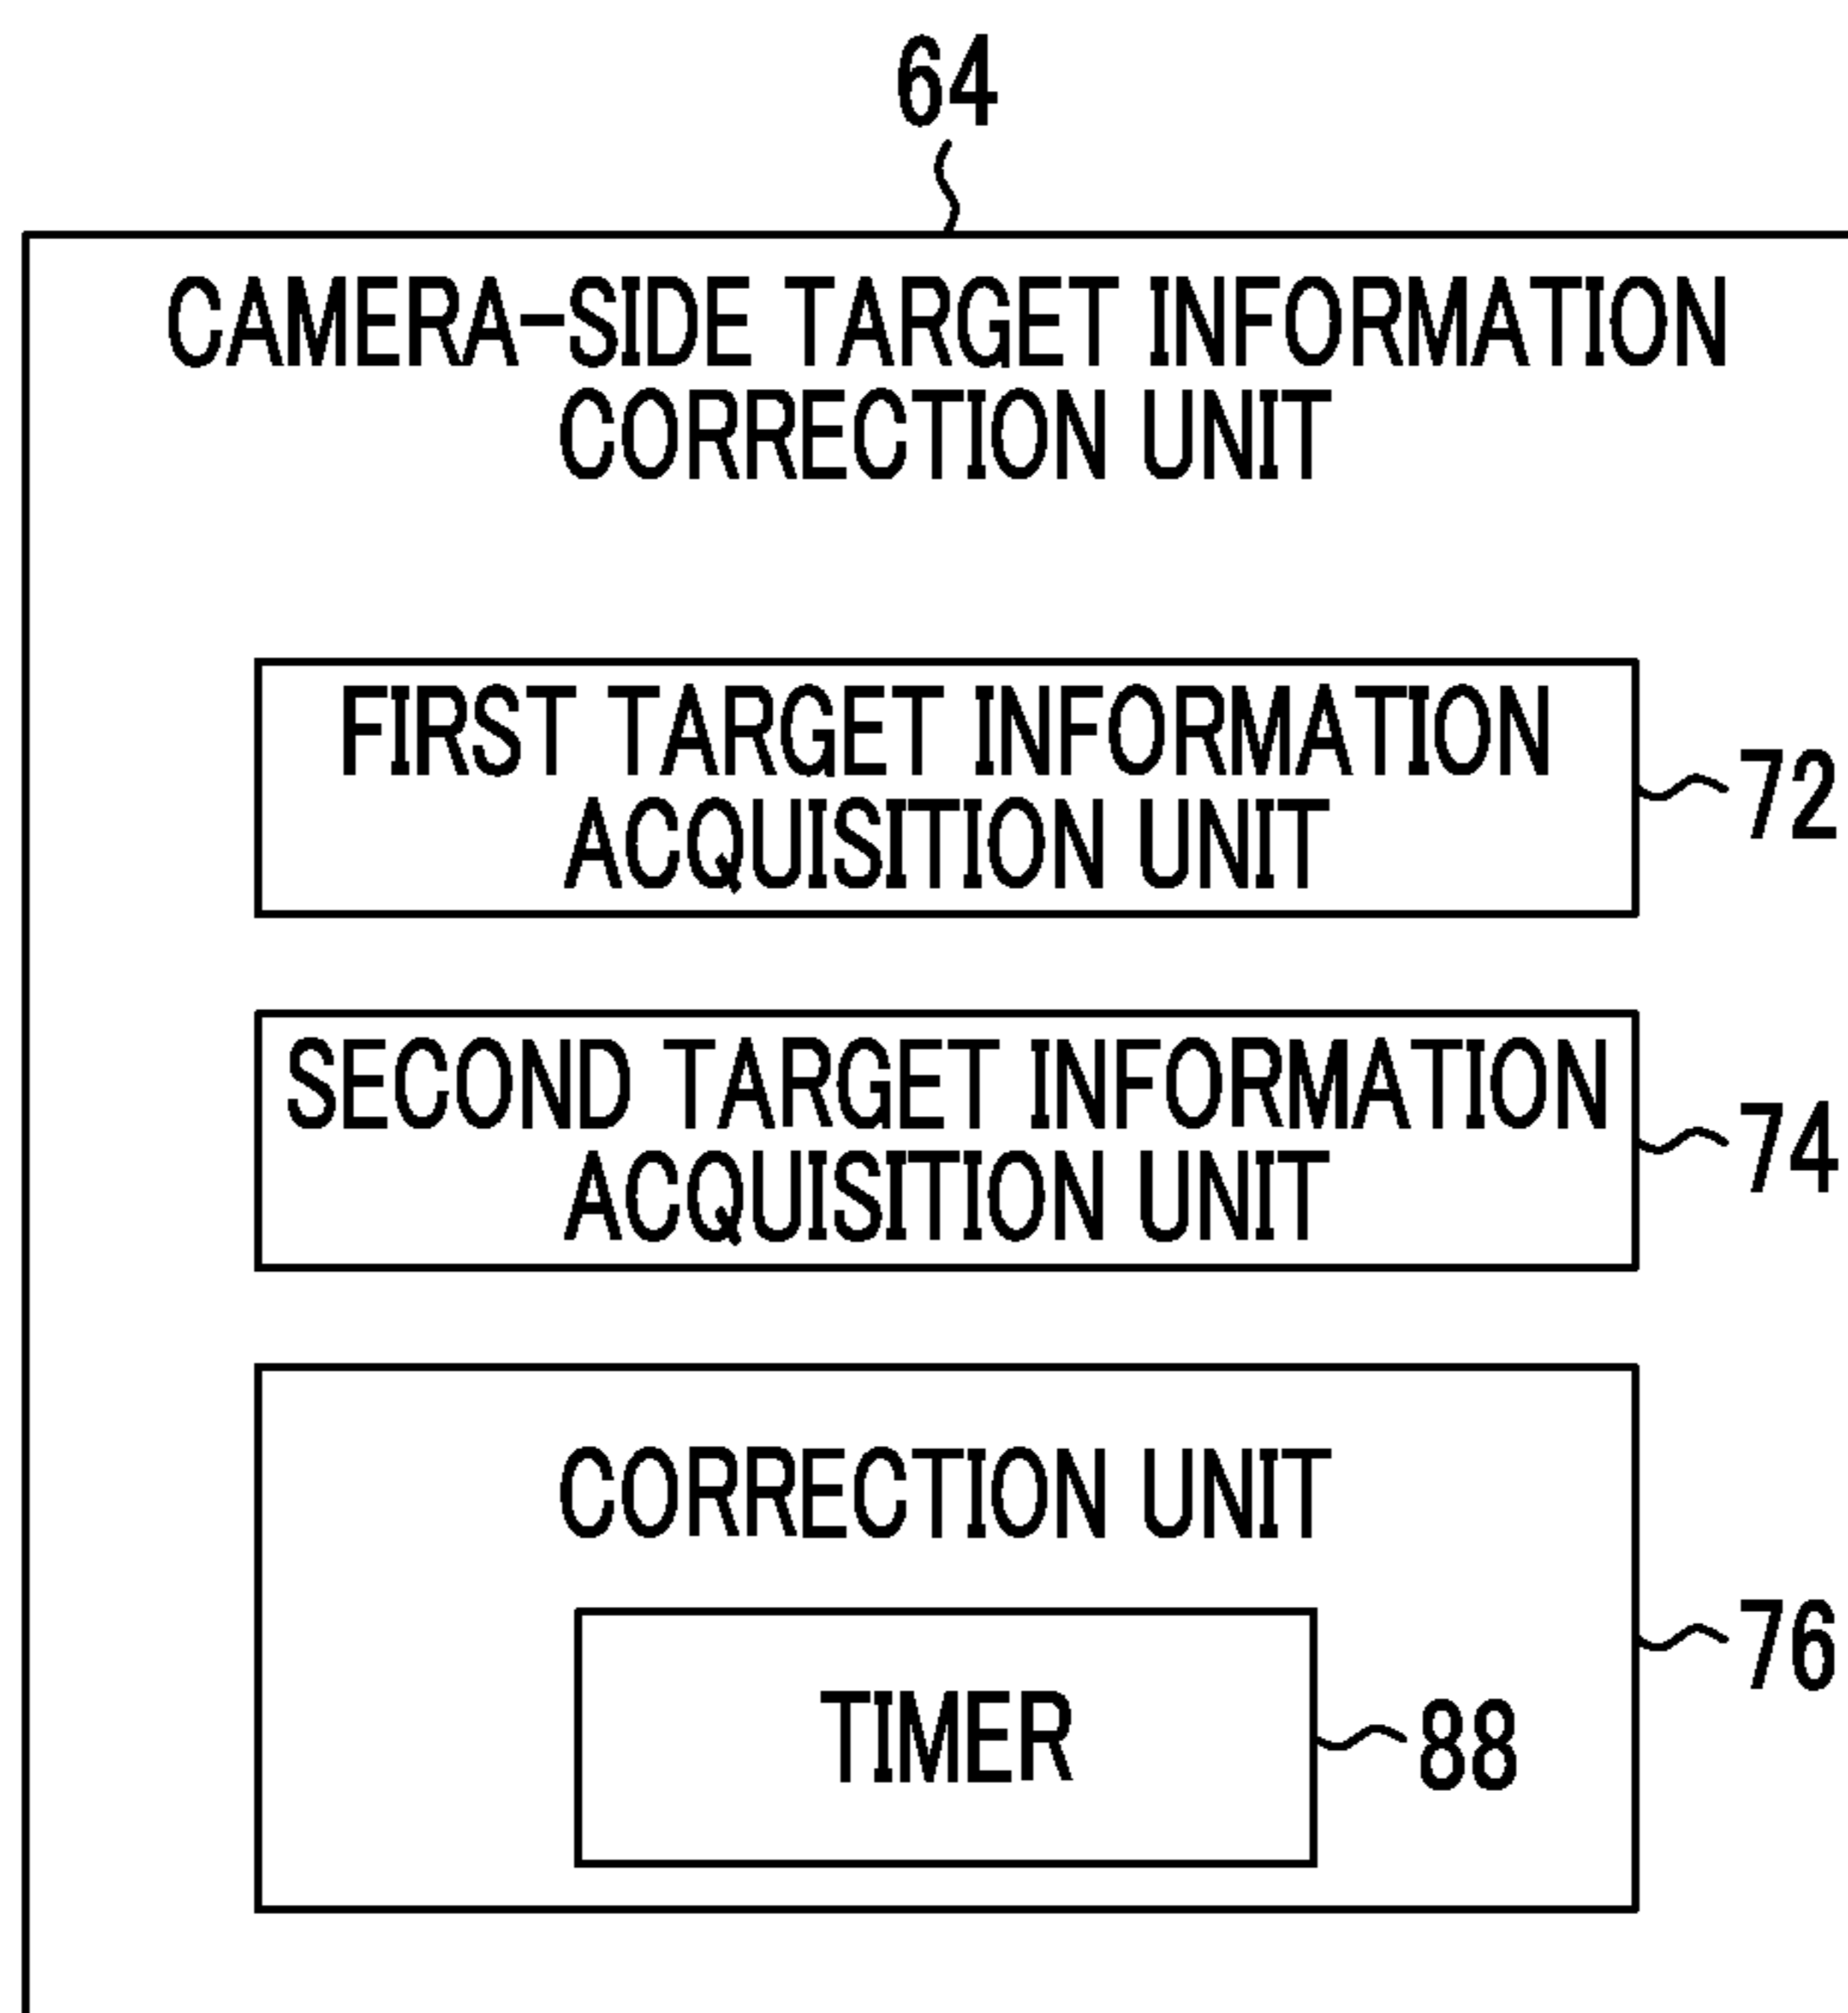 64
CAMERA-SIDE TARGET INFORMATION
CORRECTION UNIT
FIRST TARGET INFORMATION
ACQUISITION UNIT
72
SECOND TARGET INFORMATION
ACQUISITION UNIT
74
CORRECTION UNIT
76
TIMER
88